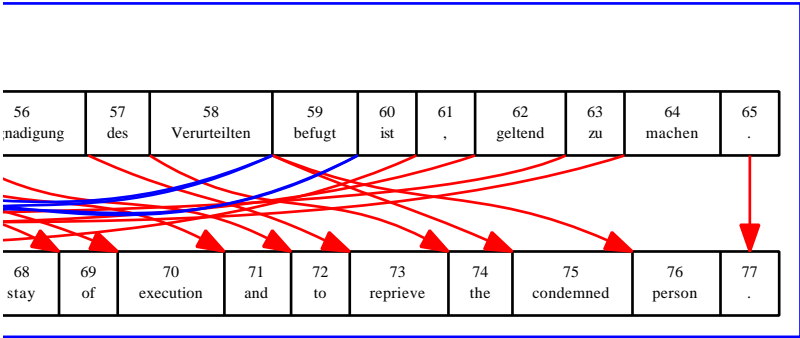 56 57 58 59 60 61 62 63 64 65
des Verurteilten befugt ist , geltend zu machen .
68 69 70 71 72 73 74 75 76 77
stay of execution and to reprieve the condemned person .